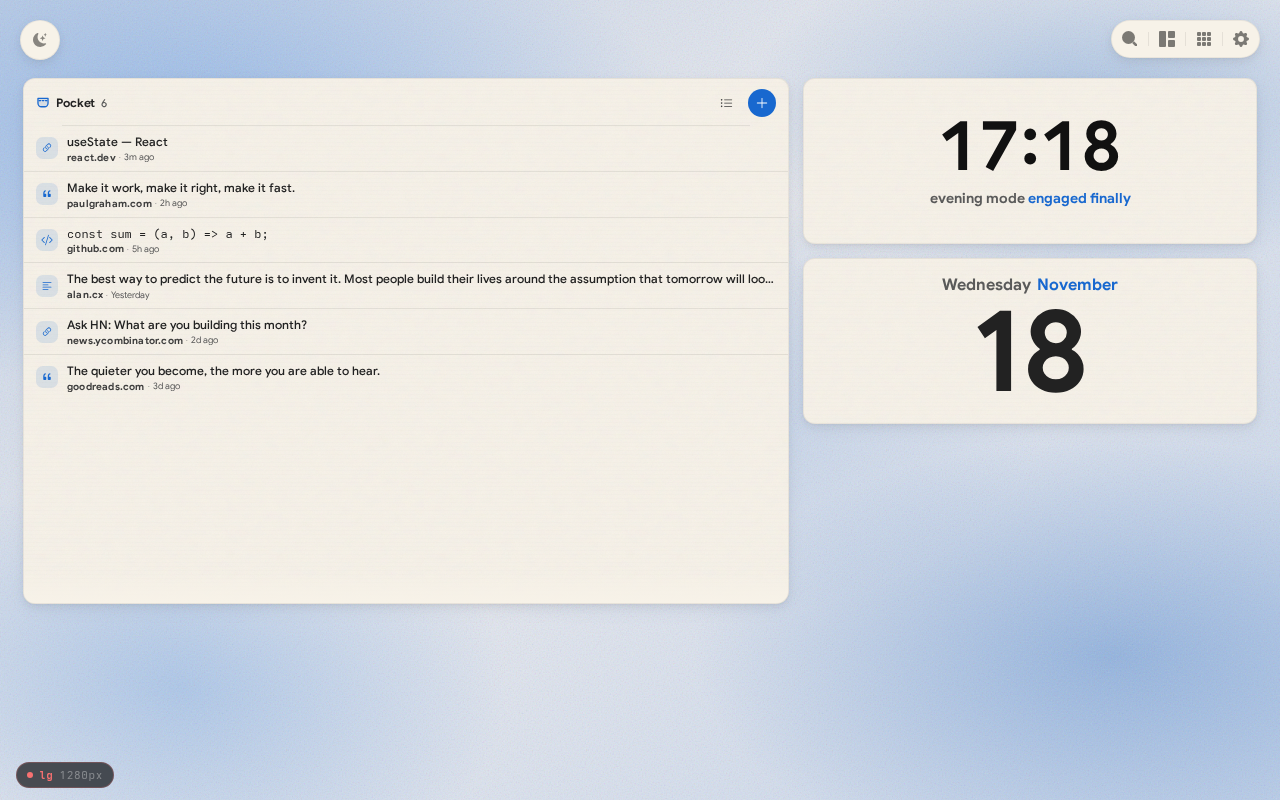 Pocket 6
useState — React
react.dev · 3m ago
Make it work, make it right, make it fast.
paulgraham.com · 2h ago
const sum = (a, b) => a + b;
github.com · 5h ago
The best way to predict the future is to invent it. Most people build their lives around the assumption that tomorrow will loo...
alan.cx · Yesterday
Ask HN: What are you building this month?
news.ycombinator.com · 2d ago
The quieter you become, the more you are able to hear.
goodreads.com · 3d ago
17:18
evening mode engaged finally
Wednesday November
18
lg 1280px